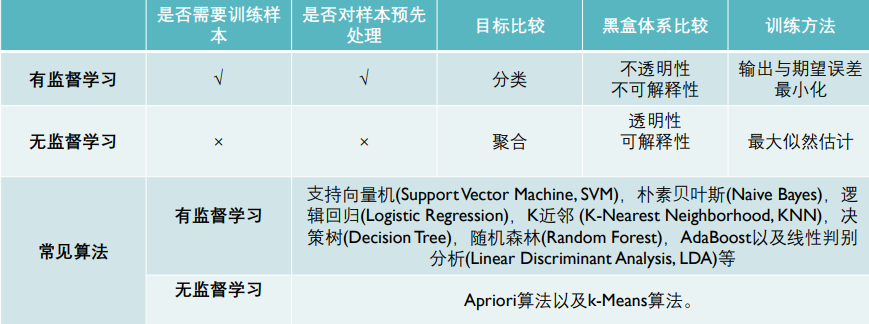 是否需要训练样本
是否对样本预先处理
目标比较
黑盒体系比较
训练方法
有监督学习
√
√
分类
不透明性
不可解释性
输出与期望误差
最小化
无监督学习
×
×
聚合
透明性
可解释性
最大似然估计
常见算法
有监督学习
支持向量机(Support Vector Machine, SVM)，朴素贝叶斯(Naive Bayes)，逻
辑回归(Logistic Regression)，K近邻 (K-Nearest Neighborhood, KNN)，决
策树(Decision Tree)，随机森林(Random Forest)，AdaBoost以及线性判别
分析(Linear Discriminant Analysis, LDA)等
无监督学习
Apriori算法以及k-Means算法。